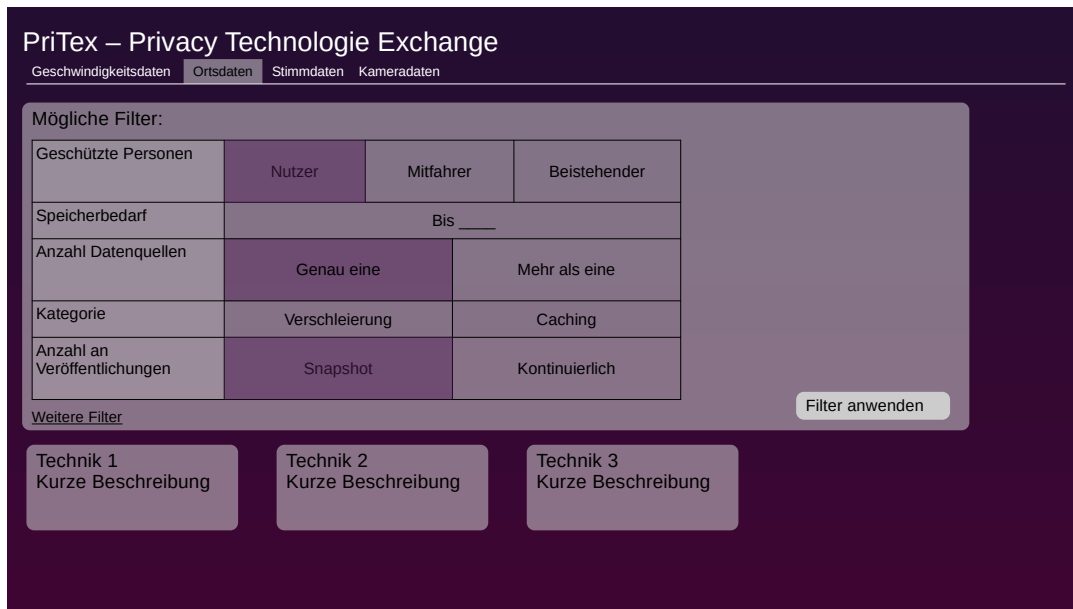 PriTex – Privacy Technologie Exchange
Geschwindigkeitsdaten Ortsdaten Stimmdaten Kameradaten
Mögliche Filter:
Geschützte Personen Nutzer Mitfahrer Beistehender
Speicherbedarf Bis ____
Anzahl Datenquellen Genau eine Mehr als eine
Kategorie Verschleierung Caching
Anzahl an
Veröffentlichungen Snapshot Kontinuierlich
Weitere Filter Filter anwenden
Technik 1 Technik 2 Technik 3
Kurze Beschreibung Kurze Beschreibung Kurze Beschreibung